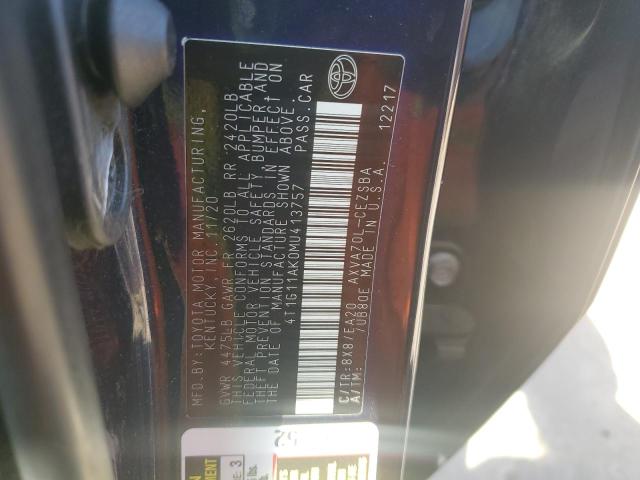 MFD.BY:TOYOTA MOTOR MANUFACTURING,
KENTUCKY, INC. 11/20
GVWR 4475LB GAWR FR 2620LB RR 2420LB
THIS VEHICLE CONFORMS TO ALL APPLICABLE
FEDERAL MOTOR VEHICLE SAFETY, BUMPER AND
THEFT PREVENTION STANDARDS IN EFFECT ON
THE DATE OF MANUFACTURE SHOWN ABOVE.
4T1G11AK0MU413757 PASS.CAR
C/TR:8X8/EA20 AXVA70L-CEZSBA
A/TM: /UB80E MADE IN U.S.A.
12217